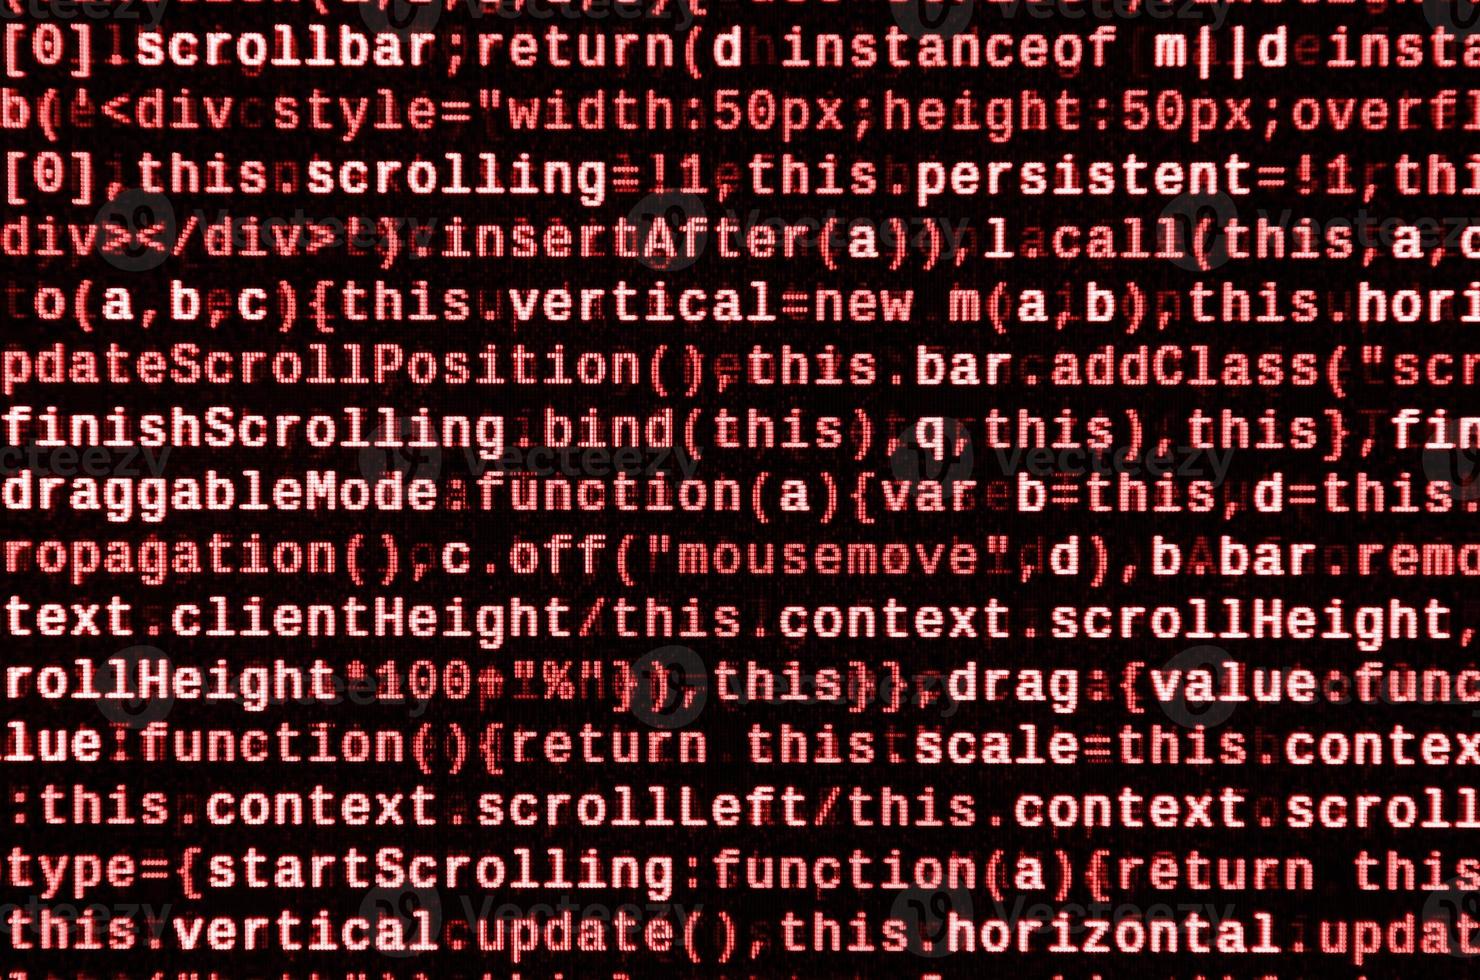 [0].scrollbar;return(d instanceof m||d insta
b('<div style="width:50px;height:50px;overf
[0],this.scrolling=!1,this.persistent=!1,thi
div></div>').insertAfter(a)),l.call(this,a,
o(a,b,c){this.vertical=new m(a,b),this.hori
pdateScrollPosition(),this.bar.addClass("scr
finishScrolling.bind(this),q,this),this},fin
draggableMode:function(a){var b=this,d=this.
ropagation(),c.off("mousemove",d),b.bar.remo
text.clientHeight/this.context.scrollHeight,
rollHeight*100+"%"}),this}},drag:{value:func
lue:function(){return this.scale=this.contex
:this.context.scrollLeft/this.context.scroll
type={startScrolling:function(a){return this
this.vertical.update(),this.horizontal.updat
Vecteezy